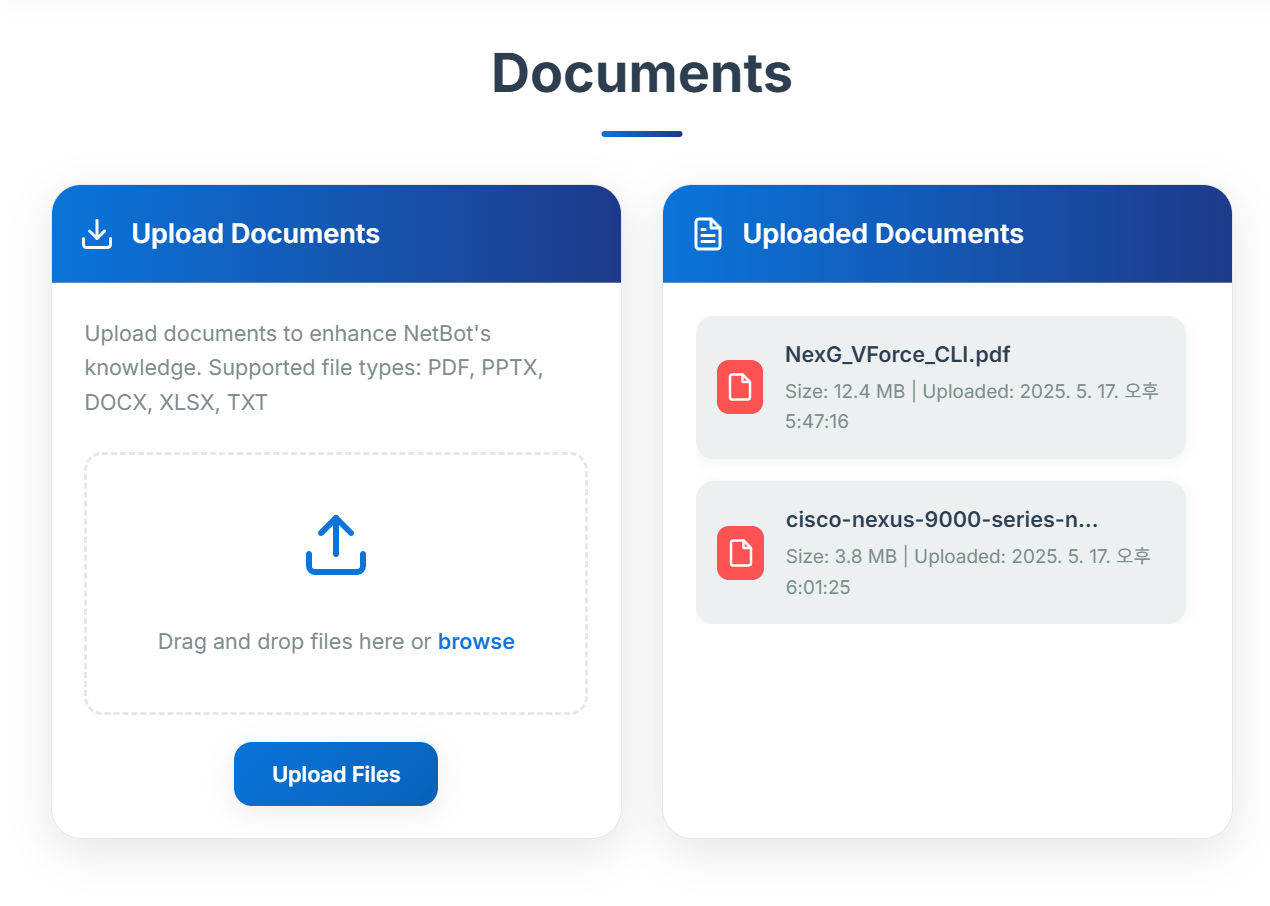 Documents
Upload Documents
Upload documents to enhance NetBot's
knowledge. Supported file types: PDF, PPTX,
DOCX, XLSX, TXT
Drag and drop files here or browse
Upload Files
Uploaded Documents
NexG_VForce_CLI.pdf
Size: 12.4 MB | Uploaded: 2025. 5. 17. 오후
5:47:16
cisco-nexus-9000-series-n...
Size: 3.8 MB | Uploaded: 2025. 5. 17. 오후
6:01:25